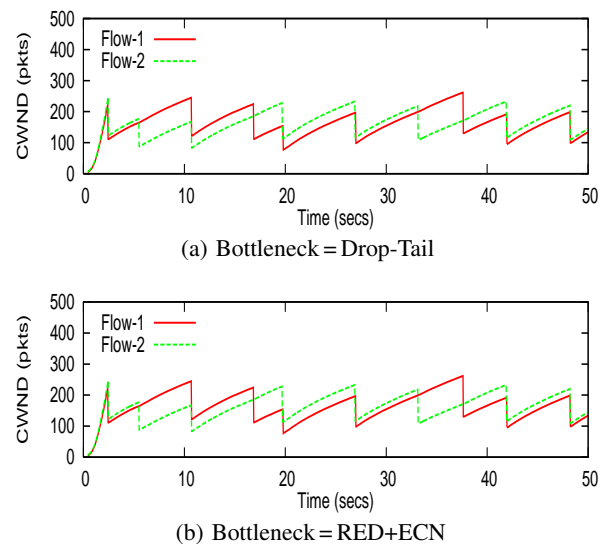 500
400
300
200
100
0
CWND (pkts)
Flow-1
Flow-2
0 10 20 30 40 50
Time (secs)
(a) Bottleneck = Drop-Tail
500
400
300
200
100
0
CWND (pkts)
Flow-1
Flow-2
0 10 20 30 40 50
Time (secs)
(b) Bottleneck = RED+ECN